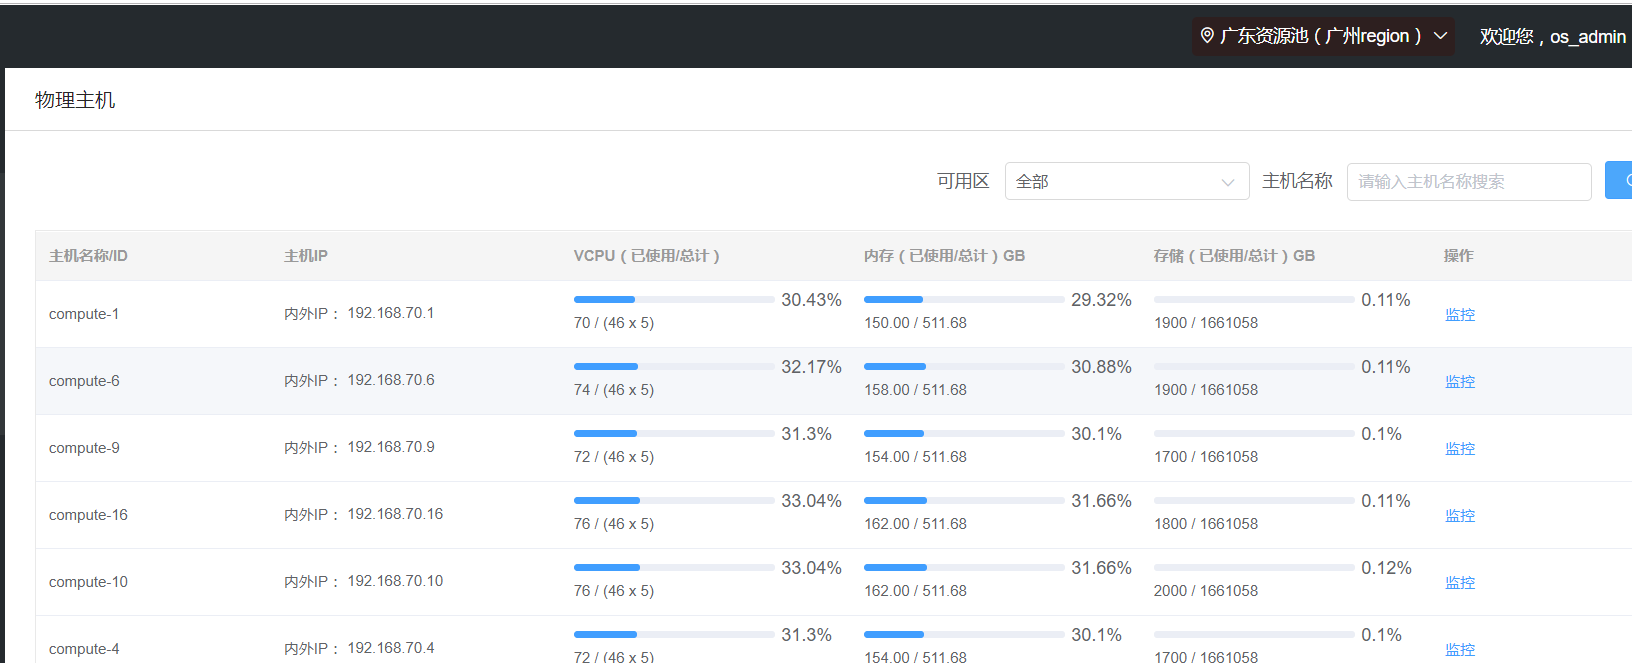 广东资源池（广州region） 欢迎您，os_admin
物理主机
可用区 全部 主机名称 请输入主机名称搜索
主机名称/ID 主机IP VCPU（已使用/总计） 内存（已使用/总计）GB 存储（已使用/总计）GB 操作
compute-1 内外IP： 192.168.70.1 30.43% 29.32% 0.11% 监控
70 / (46 x 5) 150.00 / 511.68 1900 / 1661058
compute-6 内外IP： 192.168.70.6 32.17% 30.88% 0.11% 监控
74 / (46 x 5) 158.00 / 511.68 1900 / 1661058
compute-9 内外IP： 192.168.70.9 31.3% 30.1% 0.1% 监控
72 / (46 x 5) 154.00 / 511.68 1700 / 1661058
compute-16 内外IP： 192.168.70.16 33.04% 31.66% 0.11% 监控
76 / (46 x 5) 162.00 / 511.68 1800 / 1661058
compute-10 内外IP： 192.168.70.10 33.04% 31.66% 0.12% 监控
76 / (46 x 5) 162.00 / 511.68 2000 / 1661058
compute-4 内外IP： 192.168.70.4 31.3% 30.1% 0.1% 监控
72 / (46 x 5) 154.00 / 511.68 1700 / 1661058